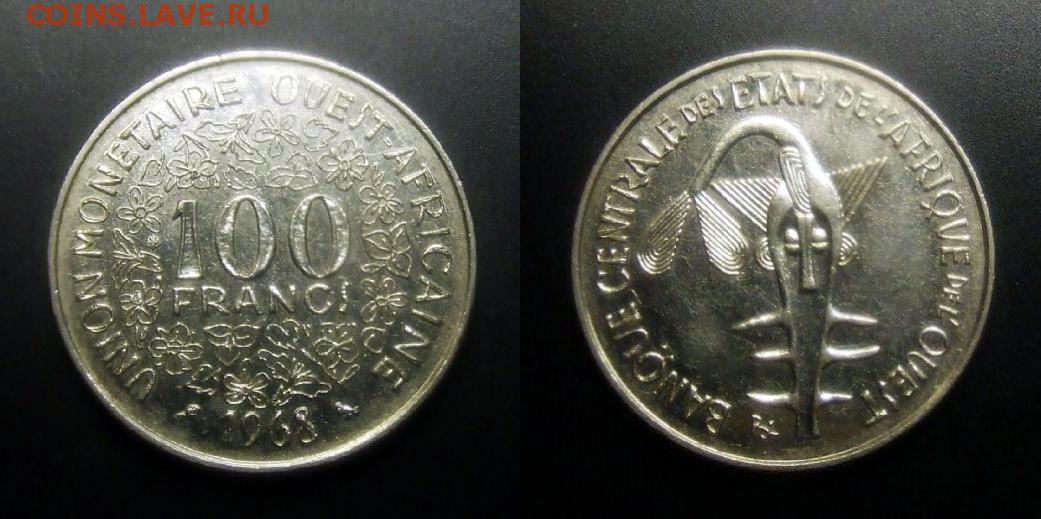 COINS.LAVE.RU
UNION MONETAIRE OUEST-AFRICAINE
100
FRANCS
1968
BANQUE CENTRALE DES ETATS DE L'AFRIQUE DE L'OUEST